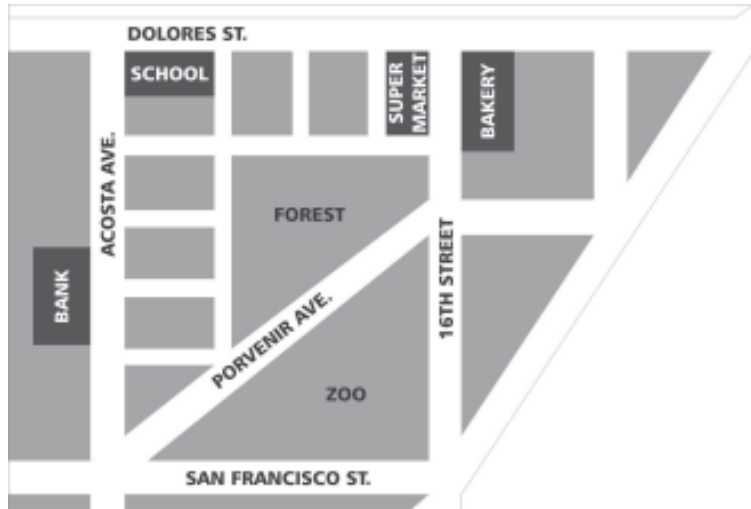 DOLORES ST.
SCHOOL
SUPER
MARKET
BAKERY
ACOSTA AVE.
FOREST
BANK
16TH STREET
PORVENIR AVE.
ZOO
SAN FRANCISCO ST.